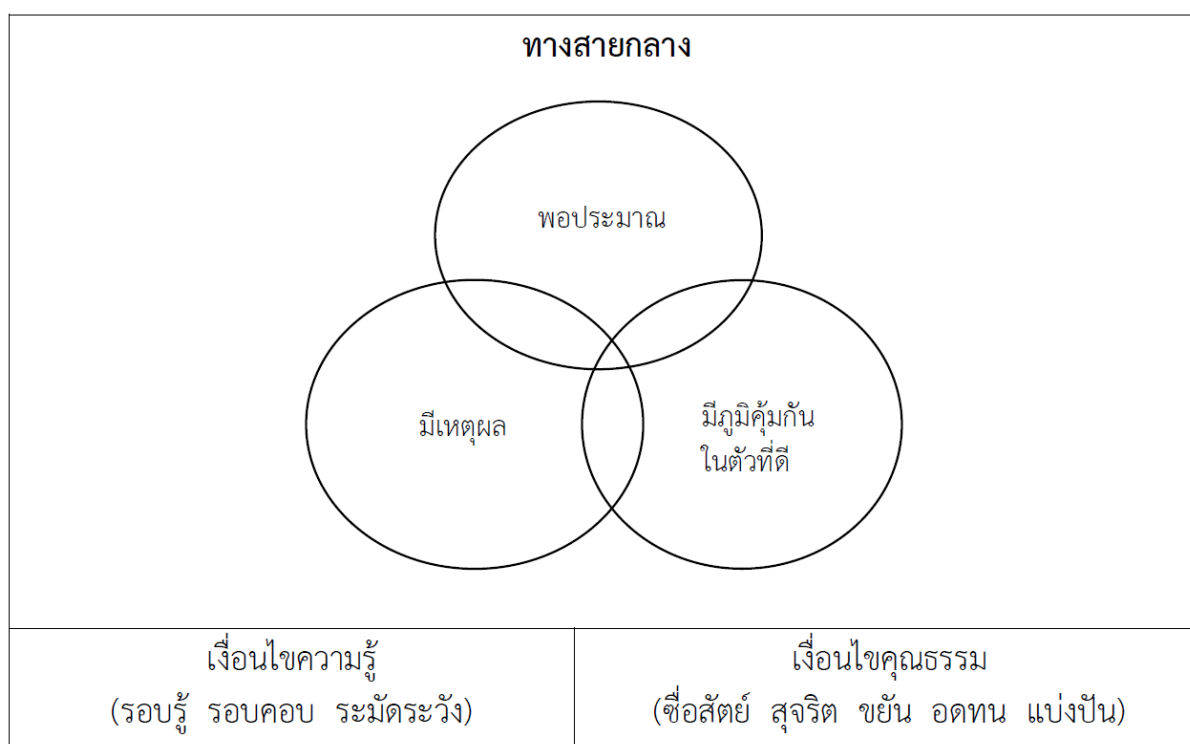 ทางสายกลาง
พอประมาณ
มีเหตุผล
มีภูมิคุ้มกัน
ในตัวที่ดี
เงื่อนไขความรู้
(รอบรู้ รอบคอบ ระมัดระวัง)
เงื่อนไขคุณธรรม
(ซื่อสัตย์ สุจริต ขยัน อดทน แบ่งปัน)